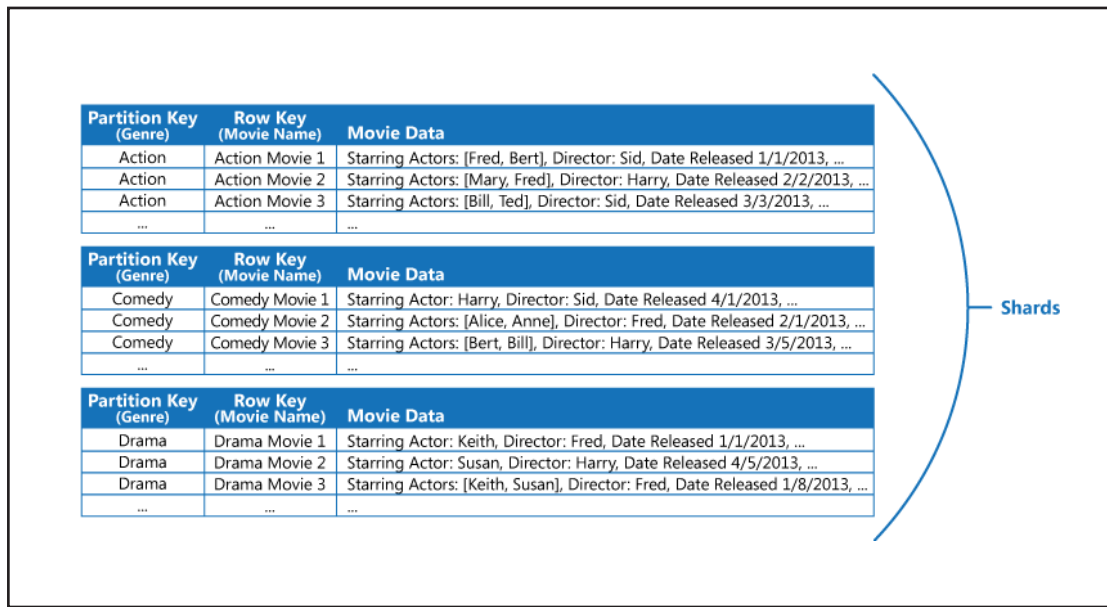 Partition Key (Genre) Row Key (Movie Name) Movie Data
Action Action Movie 1 Starring Actors: [Fred, Bert], Director: Sid, Date Released 1/1/2013, ...
Action Action Movie 2 Starring Actors: [Mary, Fred], Director: Harry, Date Released 2/2/2013, ...
Action Action Movie 3 Starring Actors: [Bill, Ted], Director: Sid, Date Released 3/3/2013, ...
... ... ...
Partition Key (Genre) Row Key (Movie Name) Movie Data
Comedy Comedy Movie 1 Starring Actor: Harry, Director: Sid, Date Released 4/1/2013, ...
Comedy Comedy Movie 2 Starring Actors: [Alice, Anne], Director: Fred, Date Released 2/1/2013, ...
Comedy Comedy Movie 3 Starring Actors: [Bert, Bill], Director: Harry, Date Released 3/5/2013, ...
... ... ...
Partition Key (Genre) Row Key (Movie Name) Movie Data
Drama Drama Movie 1 Starring Actor: Keith, Director: Fred, Date Released 1/1/2013, ...
Drama Drama Movie 2 Starring Actor: Susan, Director: Harry, Date Released 4/5/2013, ...
Drama Drama Movie 3 Starring Actors: [Keith, Susan], Director: Fred, Date Released 1/8/2013, ...
... ... ...
Shards